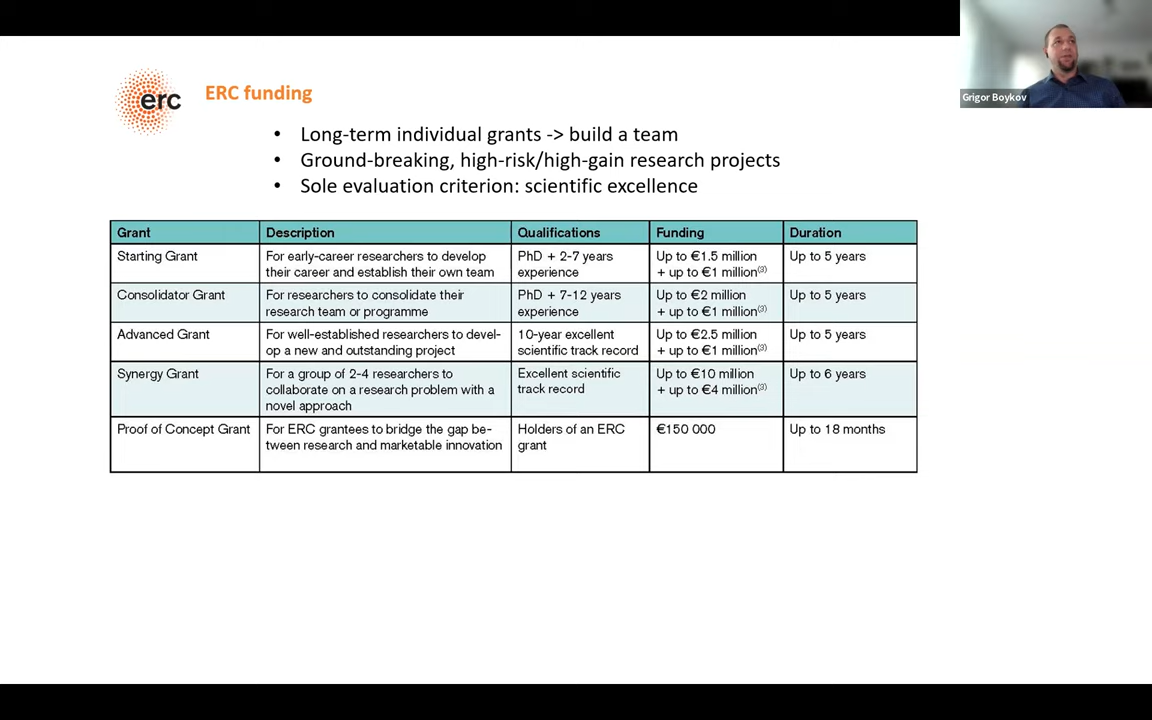 Grigor Boykov
erc
ERC funding
• Long-term individual grants -> build a team
• Ground-breaking, high-risk/high-gain research projects
• Sole evaluation criterion: scientific excellence
Grant Description Qualifications Funding Duration
Starting Grant For early-career researchers to develop PhD + 2-7 years Up to €1.5 million Up to 5 years
their career and establish their own team experience + up to €1 million(3)
Consolidator Grant For researchers to consolidate their PhD + 7-12 years Up to €2 million Up to 5 years
research team or programme experience + up to €1 million(3)
Advanced Grant For well-established researchers to devel- 10-year excellent Up to €2.5 million Up to 5 years
op a new and outstanding project scientific track record + up to €1 million(3)
Synergy Grant For a group of 2-4 researchers to Excellent scientific Up to €10 million Up to 6 years
collaborate on a research problem with a track record + up to €4 million(3)
novel approach
Proof of Concept Grant For ERC grantees to bridge the gap be- Holders of an ERC €150 000 Up to 18 months
tween research and marketable innovation grant